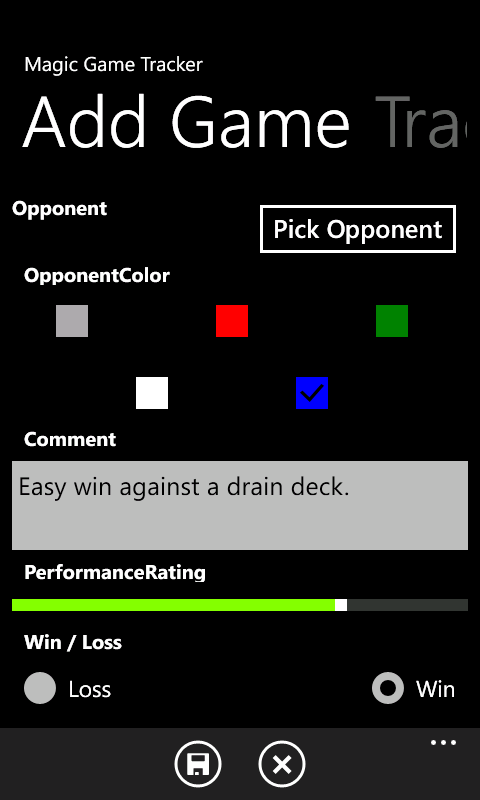 Magic Game Tracker
Add Game Trac
Opponent
Pick Opponent
OpponentColor
Comment
Easy win against a drain deck.
PerformanceRating
Win / Loss
Loss
Win